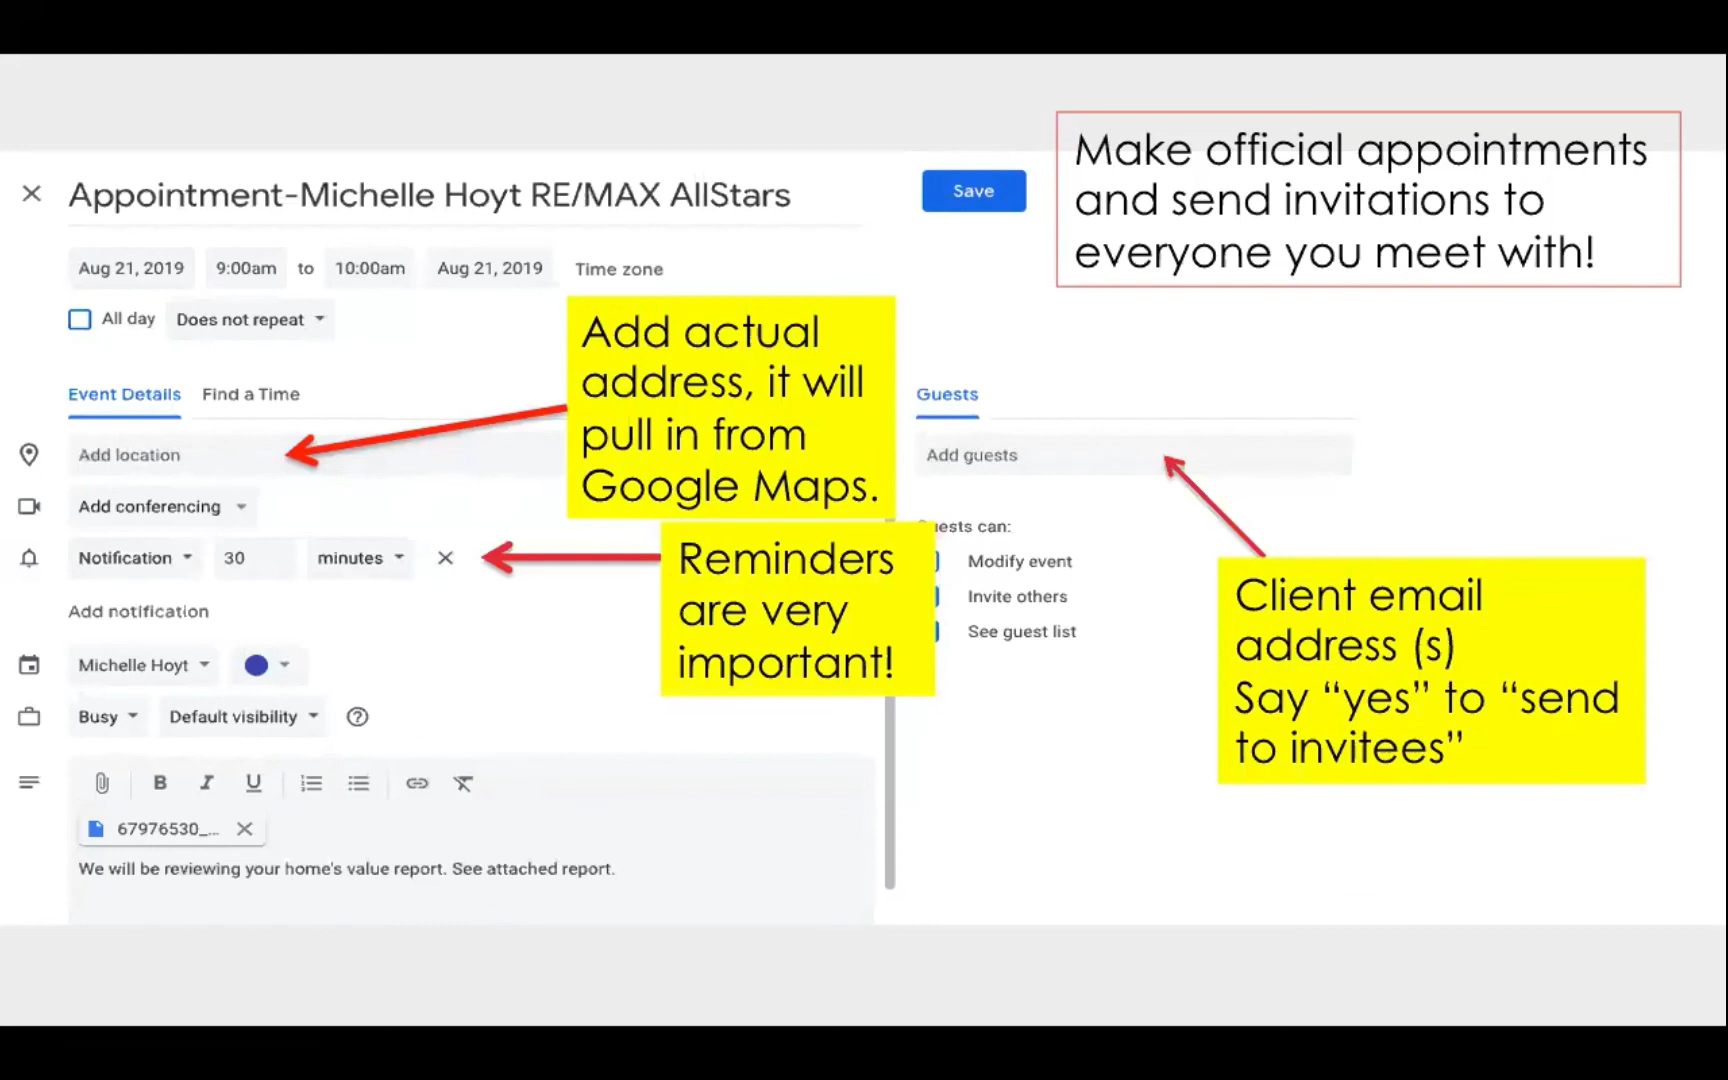 Make official appointments
and send invitations to
everyone you meet with!
Appointment-Michelle Hoyt RE/MAX AllStars
Save
Aug 21, 2019 9:00am to 10:00am Aug 21, 2019 Time zone
All day Does not repeat
Add actual
address, it will
pull in from
Google Maps.
Event Details Find a Time
Guests
Add location
Add guests
Add conferencing
Notification 30 minutes
Add notification
Reminders
are very
important!
can:
Modify event
Invite others
See guest list
Client email
address (s)
Say “yes” to “send
to invitees”
Michelle Hoyt
Busy Default visibility
B I U
67976530_...
We will be reviewing your home's value report. See attached report.